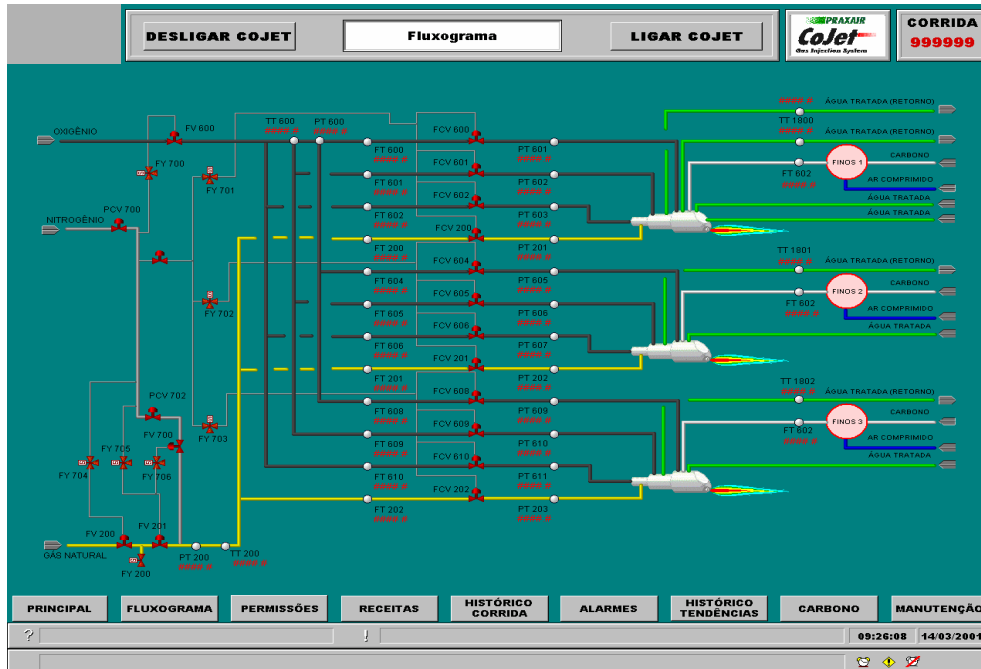 DESLIGAR COJET
Fluxograma
LIGAR COJET
PRAXAIR
CoJet
Gas Injection System
CORRIDA
999999
OXIGÊNIO
FV 600
TT 600
PT 600
#### #
#### #
FCV 600
FT 600
#### #
PT 601
#### #
FY 700
FY 701
FCV 601
FT 601
#### #
PT 602
#### #
PCV 700
NITROGÊNIO
FCV 602
FT 602
#### #
PT 603
#### #
FCV 200
FT 200
#### #
PT 201
#### #
FCV 604
FT 604
#### #
PT 605
#### #
FY 702
FCV 605
FT 605
#### #
PT 606
#### #
FCV 606
FT 606
#### #
PT 607
#### #
FCV 201
FT 201
#### #
PT 202
#### #
PCV 702
FCV 608
FT 608
#### #
PT 609
#### #
FY 703
FV 700
FCV 609
FT 609
#### #
PT 610
#### #
FY 705
FY 704
FY 706
FCV 610
FT 610
#### #
PT 611
#### #
FCV 202
FT 202
#### #
PT 203
#### #
FV 200
FV 201
GÁS NATURAL
FY 200
PT 200
#### #
TT 200
#### #
#### #
ÁGUA TRATADA (RETORNO)
TT 1800
#### #
ÁGUA TRATADA (RETORNO)
FINOS 1
CARBONO
FT 602
#### #
AR COMPRIMIDO
ÁGUA TRATADA
ÁGUA TRATADA
TT 1801
#### #
ÁGUA TRATADA (RETORNO)
FINOS 2
CARBONO
FT 602
#### #
AR COMPRIMIDO
ÁGUA TRATADA
TT 1802
#### #
ÁGUA TRATADA (RETORNO)
FINOS 3
CARBONO
FT 602
#### #
AR COMPRIMIDO
ÁGUA TRATADA
PRINCIPAL
FLUXOGRAMA
PERMISSÕES
RECEITAS
HISTÓRICO
CORRIDA
ALARMES
HISTÓRICO
TENDÊNCIAS
CARBONO
MANUTENÇÃO
?
!
09:26:08
14/03/2001